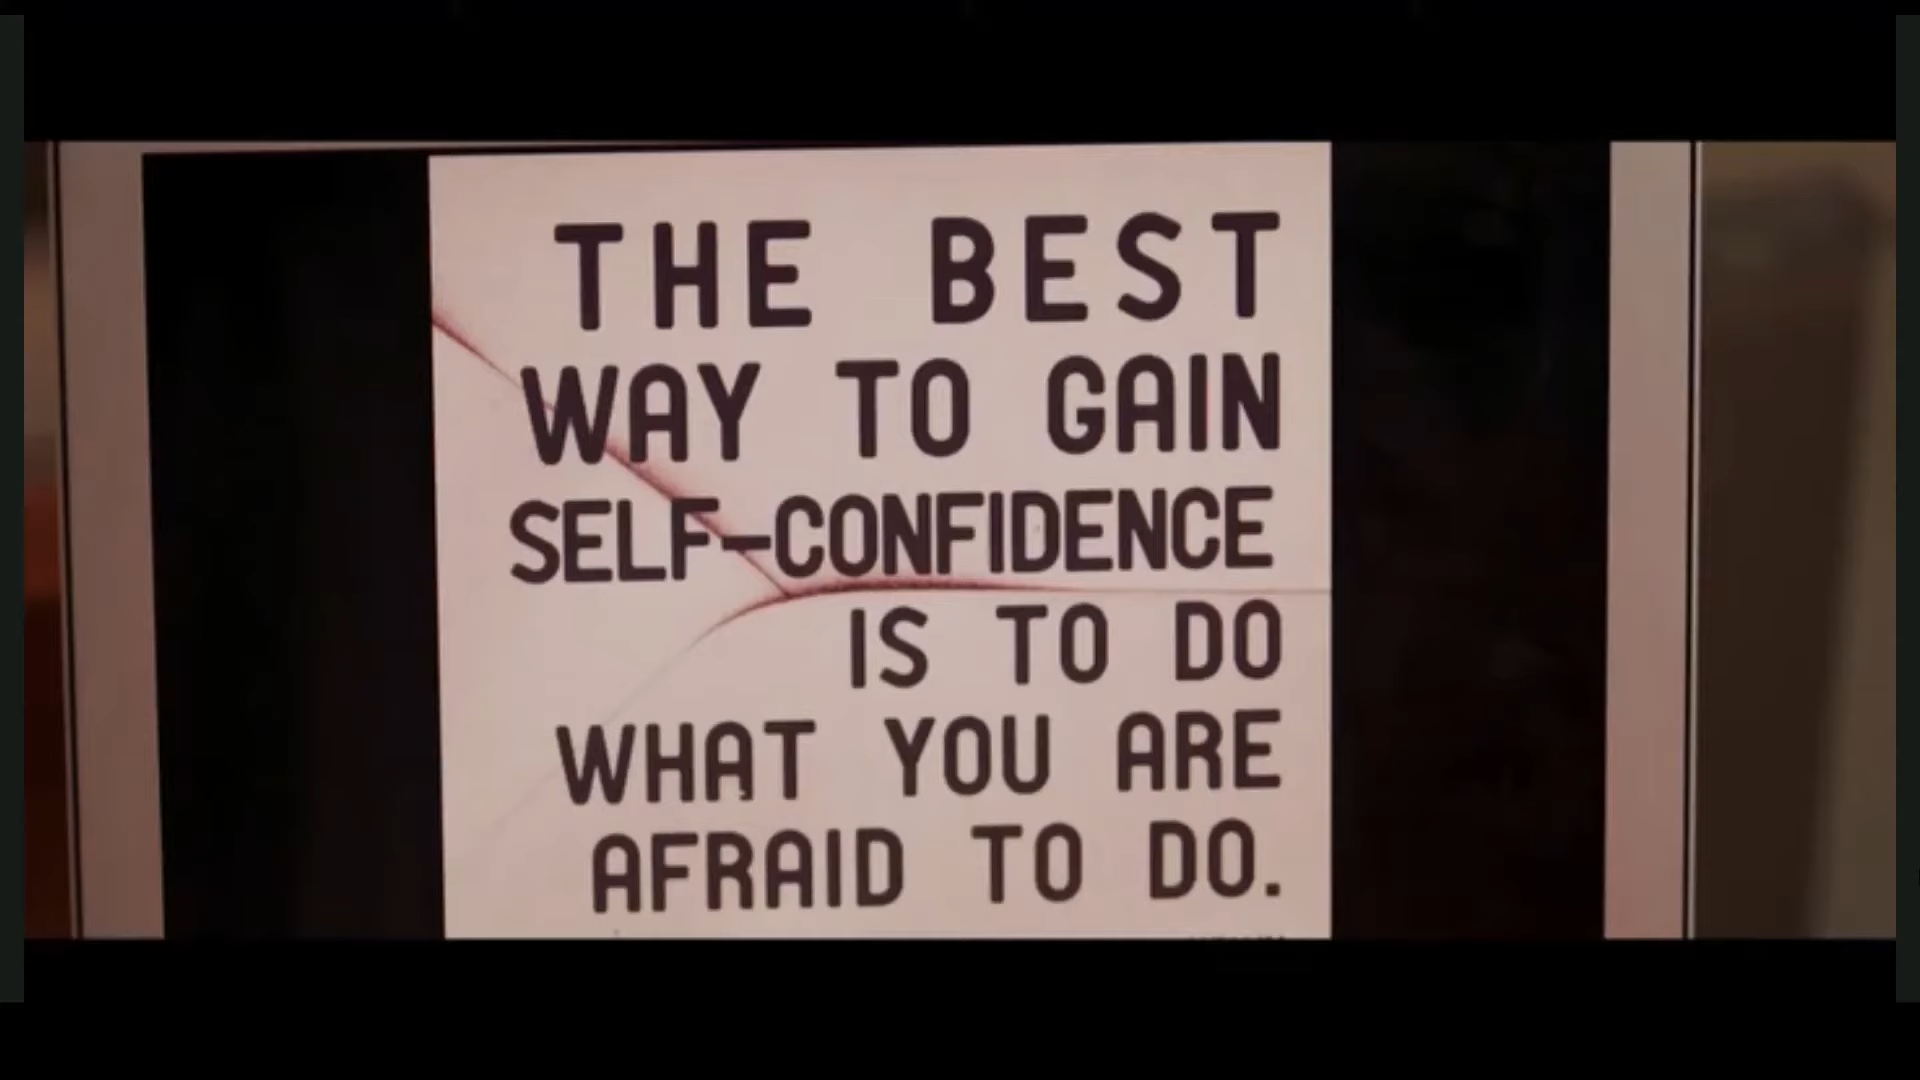 THE BEST
WAY TO GAIN
SELF-CONFIDENCE
IS TO DO
WHAT YOU ARE
AFRAID TO DO.